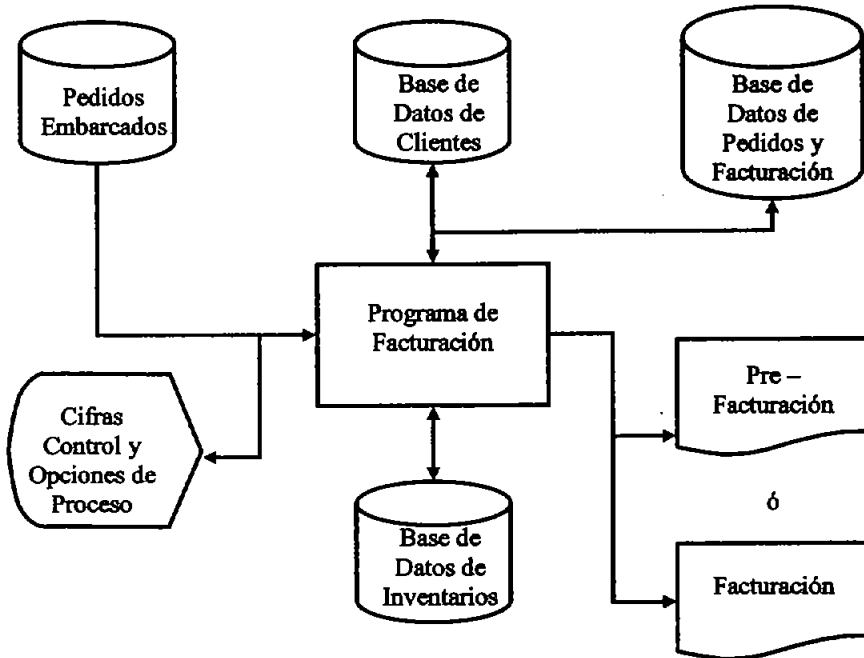 Pedidos
Embarcados
Base de
Datos de
Clientes
Base de
Datos de
Pedidos y
Facturación
Programa de
Facturación
Cifras
Control y
Opciones de
Proceso
Pre –
Facturación
ó
Base de
Datos de
Inventarios
Facturación